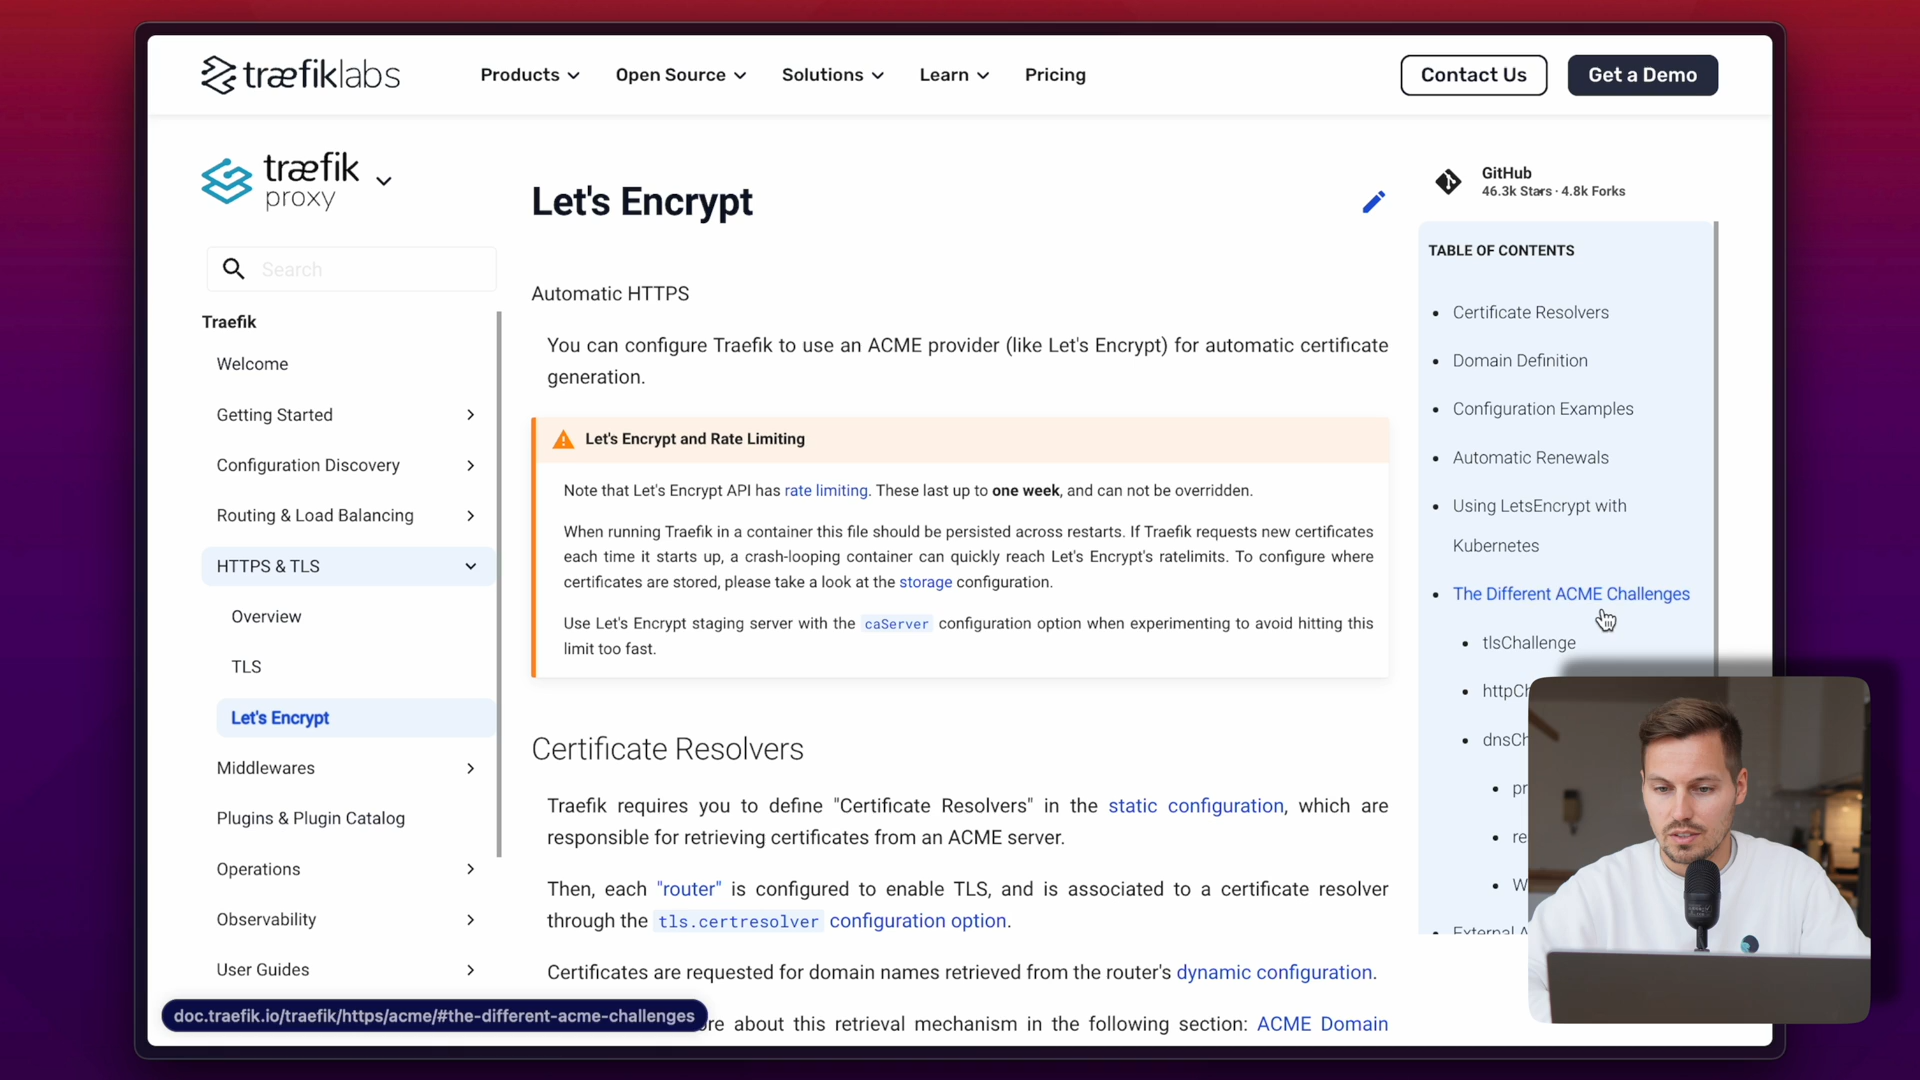 træfiklabs
Products
Open Source
Solutions
Learn
Pricing
Contact Us
Get a Demo
træfik
proxy
Search
Traefik
Welcome
Getting Started
Configuration Discovery
Routing & Load Balancing
HTTPS & TLS
Overview
TLS
Let's Encrypt
Middlewares
Plugins & Plugin Catalog
Operations
Observability
User Guides
doc.traefik.io/traefik/https/acme/#the-different-acme-challenges
Let's Encrypt
Automatic HTTPS
You can configure Traefik to use an ACME provider (like Let's Encrypt) for automatic certificate
generation.
Let's Encrypt and Rate Limiting
Note that Let's Encrypt API has rate limiting. These last up to one week, and can not be overridden.
When running Traefik in a container this file should be persisted across restarts. If Traefik requests new certificates
each time it starts up, a crash-looping container can quickly reach Let's Encrypt's ratelimits. To configure where
certificates are stored, please take a look at the storage configuration.
Use Let's Encrypt staging server with the caServer configuration option when experimenting to avoid hitting this
limit too fast.
Certificate Resolvers
Traefik requires you to define "Certificate Resolvers" in the static configuration, which are
responsible for retrieving certificates from an ACME server.
Then, each "router" is configured to enable TLS, and is associated to a certificate resolver
through the tls.certresolver configuration option.
Certificates are requested for domain names retrieved from the router's dynamic configuration.
re about this retrieval mechanism in the following section: ACME Domain
GitHub
46.3k Stars · 4.8k Forks
TABLE OF CONTENTS
Certificate Resolvers
Domain Definition
Configuration Examples
Automatic Renewals
Using LetsEncrypt with
Kubernetes
The Different ACME Challenges
tlsChallenge
httpCh
dnsCh
pr
re
W
External A